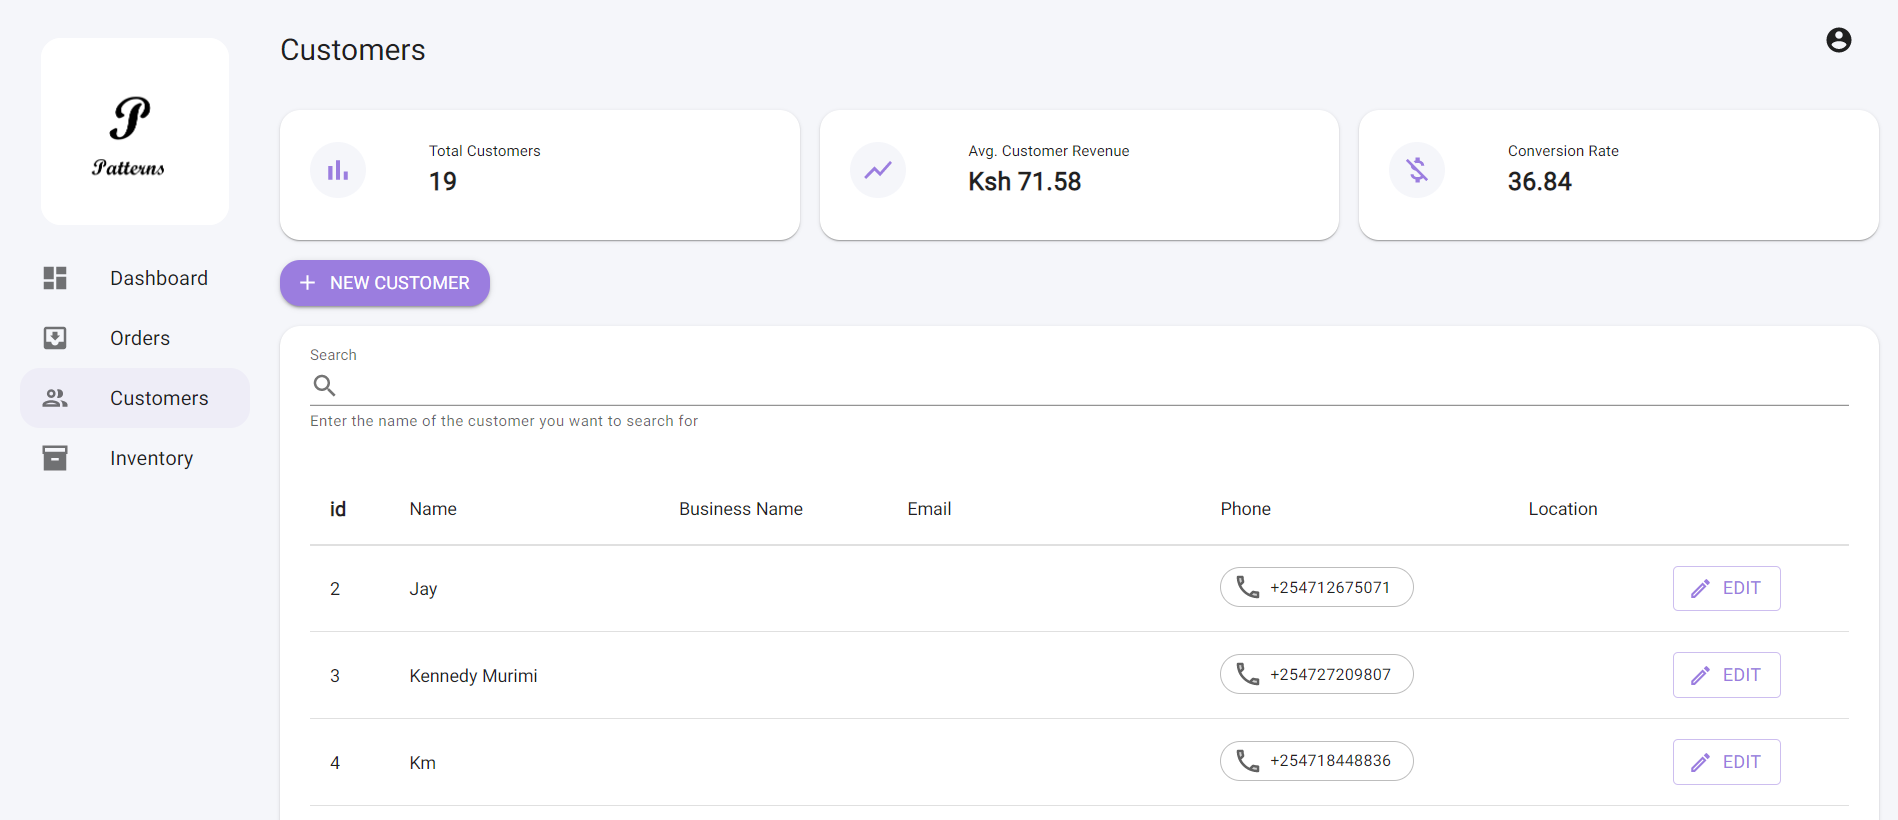 P
Patterns
Dashboard
Orders
Customers
Inventory
Customers
Total Customers
19
Avg. Customer Revenue
Ksh 71.58
Conversion Rate
36.84
+ NEW CUSTOMER
Search
Enter the name of the customer you want to search for
id Name Business Name Email Phone Location
2 Jay +254712675071 EDIT
3 Kennedy Murimi +254727209807 EDIT
4 Km +254718448836 EDIT